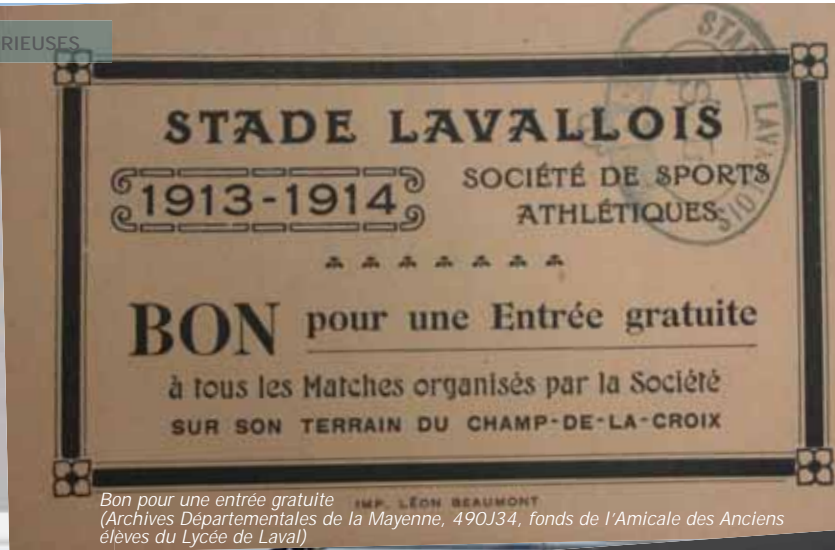 RIEUSES
STADE LAVALLOIS
1913-1914
SOCIÉTÉ DE SPORTS
ATHLÉTIQUES
BON pour une Entrée gratuite
à tous les Matches organisés par la Société
SUR SON TERRAIN DU CHAMP-DE-LA-CROIX
IMP. LÉON BEAUMONT
STADE LAVALLOIS
Bon pour une entrée gratuite
(Archives Départementales de la Mayenne, 490J34, fonds de l'Amicale des Anciens
élèves du Lycée de Laval)